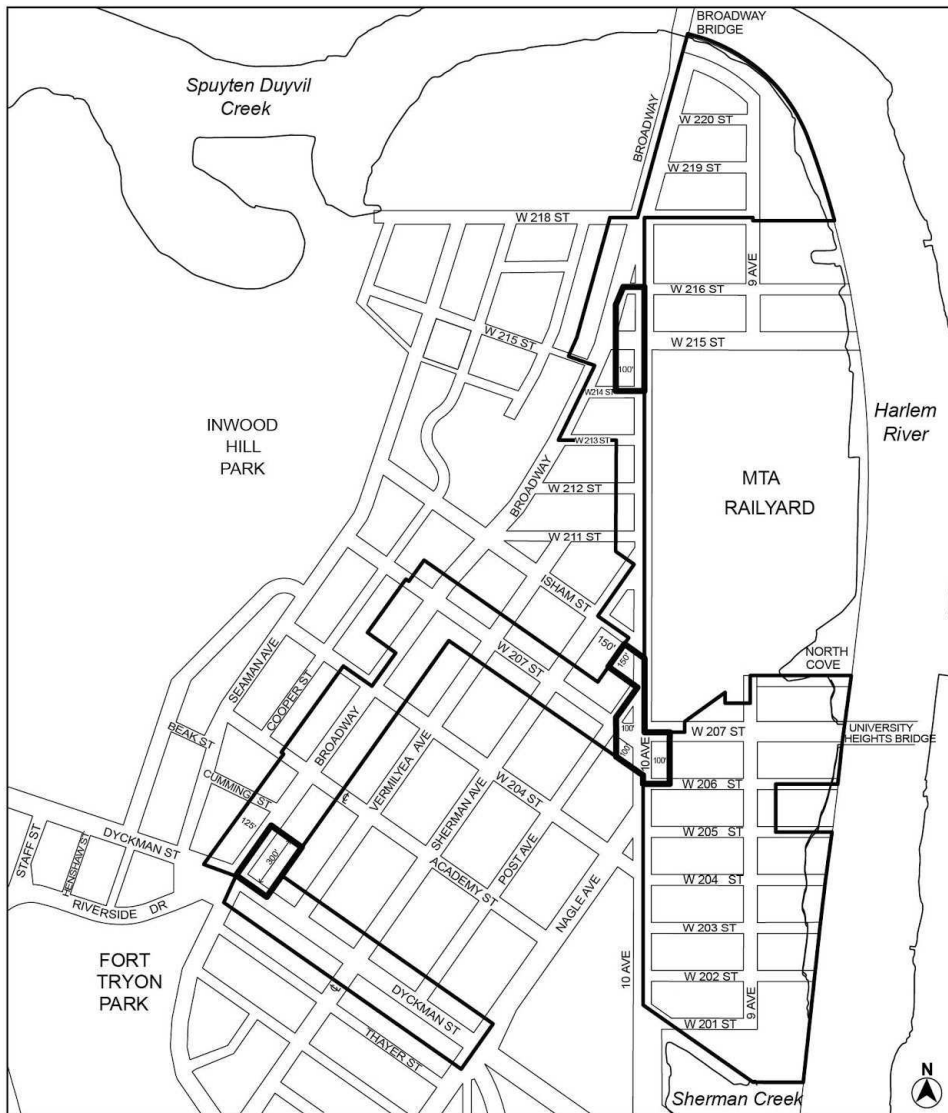 BROADWAY
BRIDGE
Spuyten Duyvil
Creek
BROADWAY
W 220 ST
W 219 ST
W 218 ST
9 AVE
W 216 ST
W 215 ST
W 215 ST
100'
W214 ST
Harlem
River
INWOOD
HILL
PARK
W213 ST
BROADWAY
MTA
RAILYARD
W 212 ST
W 211 ST
ISHAM ST
150'
150'
NORTH
COVE
SEAMAN AVE
COOPER ST
W 207 ST
100'
W 207 ST
UNIVERSITY
HEIGHTS BRIDGE
BROADWAY
BEAK ST
100'
10 AVE
100'
VERMILYEA AVE
CUMMING ST
W 204 ST
W 206 ST
SHERMAN AVE
125'
W 205 ST
STAFF ST
HENSHAW ST
DYCKMAN ST
300'
POST AVE
ACADEMY ST
W 204 ST
RIVERSIDE DR
NAGLE AVE
W 203 ST
FORT
TRYON
PARK
10 AVE
W 202 ST
DYCKMAN ST
9 AVE
W 201 ST
THAYER ST
N
Sherman Creek